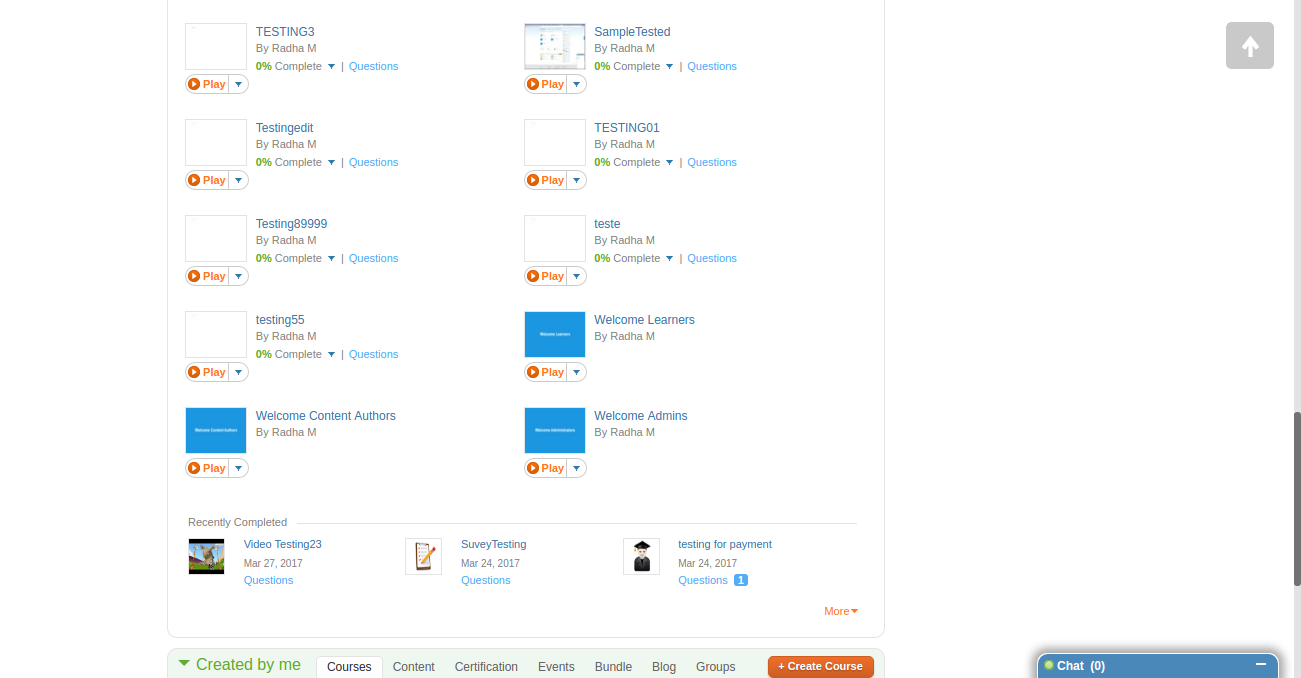 TESTING3
By Radha M
0% Complete | Questions
Play
SampleTested
By Radha M
0% Complete | Questions
Play
Testingedit
By Radha M
0% Complete | Questions
Play
TESTING01
By Radha M
0% Complete | Questions
Play
Testing89999
By Radha M
0% Complete | Questions
Play
teste
By Radha M
0% Complete | Questions
Play
testing55
By Radha M
0% Complete | Questions
Play
Welcome Learners
Welcome Learners
By Radha M
Play
Welcome Content Authors
Welcome Content Authors
By Radha M
Play
Welcome Administrators
Welcome Admins
By Radha M
Play
Recently Completed
Video Testing23
Mar 27, 2017
Questions
SuveyTesting
Mar 24, 2017
Questions
testing for payment
Mar 24, 2017
Questions 1
More
Created by me Courses Content Certification Events Bundle Blog Groups + Create Course
Chat (0)